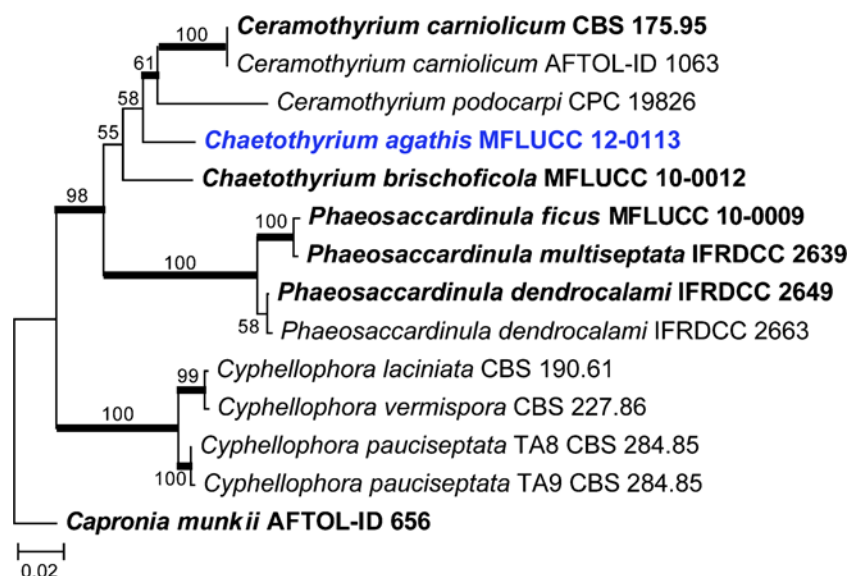 100
Ceramothyrium carniolicum CBS 175.95
Ceramothyrium carniolicum AFTOL-ID 1063
61
Ceramothyrium podocarpi CPC 19826
58
Chaetothyrium agathis MFLUCC 12-0113
55
Chaetothyrium brischoficola MFLUCC 10-0012
98
100
Phaeosaccardinula ficus MFLUCC 10-0009
Phaeosaccardinula multiseptata IFRDCC 2639
100
Phaeosaccardinula dendrocalami IFRDCC 2649
58
Phaeosaccardinula dendrocalami IFRDCC 2663
Cyphellophora laciniata CBS 190.61
99
Cyphellophora vermispora CBS 227.86
100
Cyphellophora pauciseptata TA8 CBS 284.85
100
Cyphellophora pauciseptata TA9 CBS 284.85
Capronia munkii AFTOL-ID 656
0.02